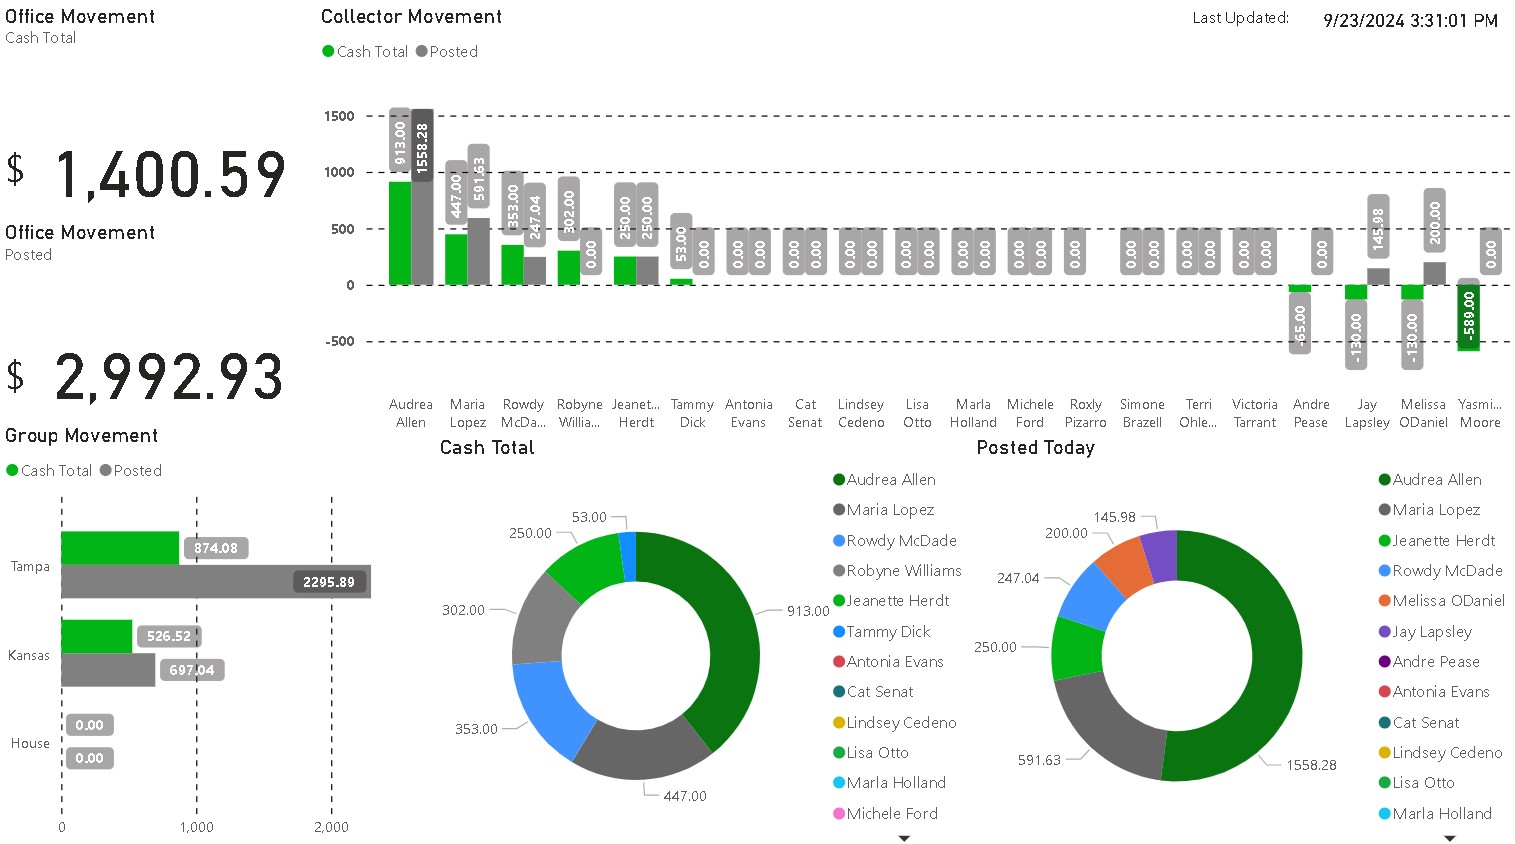 Office Movement
Cash Total
$ 1,400.59
Office Movement
Posted
$ 2,992.93
Collector Movement
Cash Total Posted
Last Updated: 9/23/2024 3:31:01 PM
1500
1000
500
0
-500
913.00 1558.28 447.00 591.63 353.00 247.04 302.00 0.00 250.00 250.00 53.00 0.00 0.00 0.00 0.00 0.00 0.00 0.00 0.00 0.00 0.00 0.00 0.00 0.00 0.00 0.00 0.00 0.00 0.00 0.00 0.00 -65.00 0.00 -130.00 145.98 -130.00 200.00 -589.00 0.00
Audrea Allen
Maria Lopez
Rowdy McDa...
Robyne Willia...
Jeanet... Herdt
Tammy Dick
Antonia Evans
Cat Senat
Lindsey Cedeno
Lisa Otto
Marla Holland
Michele Ford
Roxly Pizarro
Simone Brazell
Terri Ohle...
Victoria Tarrant
Andre Pease
Jay Lapsley
Melissa ODaniel
Yasmi... Moore
Group Movement
Cash Total Posted
Tampa
874.08
2295.89
Kansas
526.52
697.04
House
0.00
0.00
0 1,000 2,000
Cash Total
53.00
250.00
913.00
302.00
353.00
447.00
Audrea Allen
Maria Lopez
Rowdy McDade
Robyne Williams
Jeanette Herdt
Tammy Dick
Antonia Evans
Cat Senat
Lindsey Cedeno
Lisa Otto
Marla Holland
Michele Ford
Posted Today
145.98
200.00
247.04
250.00
591.63
1558.28
Audrea Allen
Maria Lopez
Jeanette Herdt
Rowdy McDade
Melissa ODaniel
Jay Lapsley
Andre Pease
Antonia Evans
Cat Senat
Lindsey Cedeno
Lisa Otto
Marla Holland